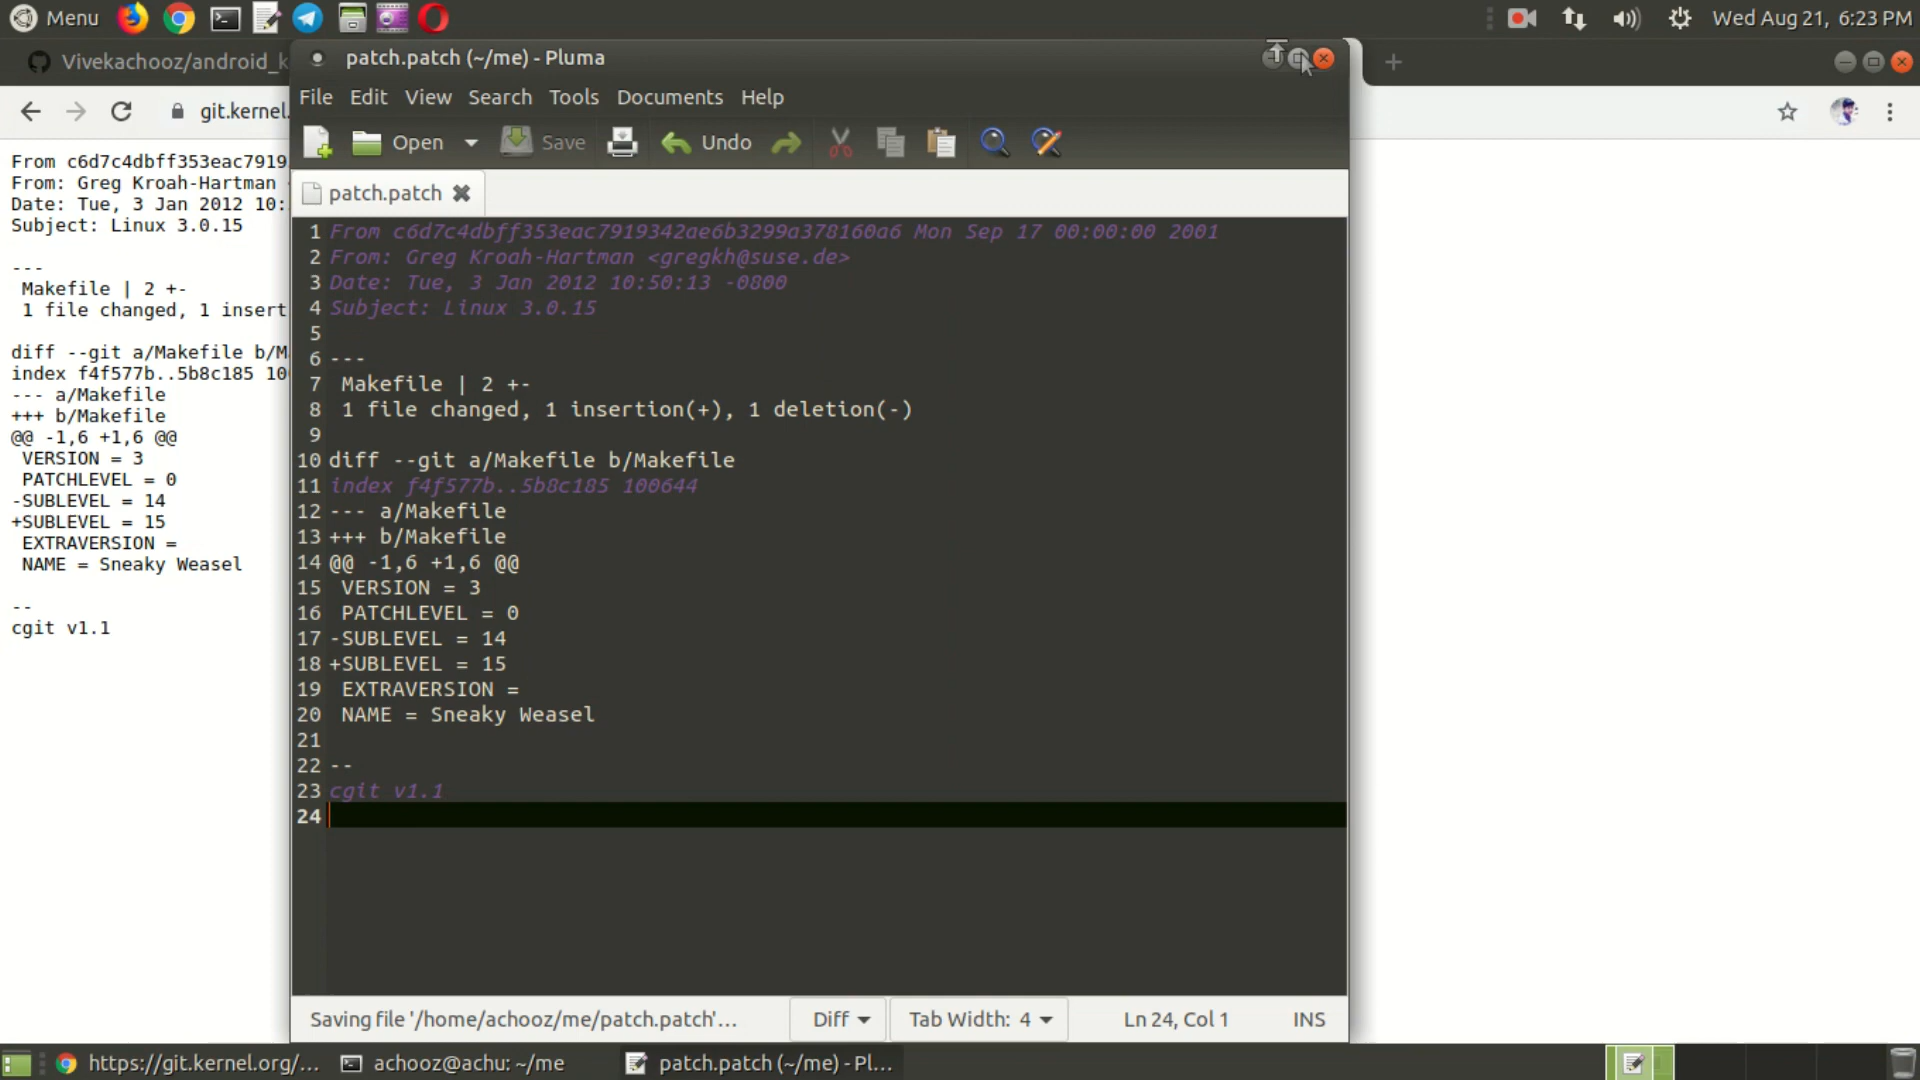 Menu
Wed Aug 21, 6:23 PM
Vivekachooz/android_k
patch.patch (~/me) - Pluma
git.kernel.
File Edit View Search Tools Documents Help
Open Save Undo
patch.patch
From c6d7c4dbff353eac7919
From: Greg Kroah-Hartman
Date: Tue, 3 Jan 2012 10:
Subject: Linux 3.0.15
---
Makefile | 2 +-
1 file changed, 1 insert
diff --git a/Makefile b/M
index f4f577b..5b8c185 10
--- a/Makefile
+++ b/Makefile
@@ -1,6 +1,6 @@
VERSION = 3
PATCHLEVEL = 0
-SUBLEVEL = 14
+SUBLEVEL = 15
EXTRAVERSION =
NAME = Sneaky Weasel
--
cgit v1.1
1 From c6d7c4dbff353eac7919342ae6b3299a378160a6 Mon Sep 17 00:00:00 2001
2 From: Greg Kroah-Hartman <gregkh@suse.de>
3 Date: Tue, 3 Jan 2012 10:50:13 -0800
4 Subject: Linux 3.0.15
5
6 ---
7 Makefile | 2 +-
8 1 file changed, 1 insertion(+), 1 deletion(-)
9
10 diff --git a/Makefile b/Makefile
11 index f4f577b..5b8c185 100644
12 --- a/Makefile
13 +++ b/Makefile
14 @@ -1,6 +1,6 @@
15 VERSION = 3
16 PATCHLEVEL = 0
17 -SUBLEVEL = 14
18 +SUBLEVEL = 15
19 EXTRAVERSION =
20 NAME = Sneaky Weasel
21
22 --
23 cgit v1.1
24
Saving file '/home/achooz/me/patch.patch'... Diff Tab Width: 4 Ln 24, Col 1 INS
https://git.kernel.org/... achooz@achu: ~/me patch.patch (~/me) - Pl...